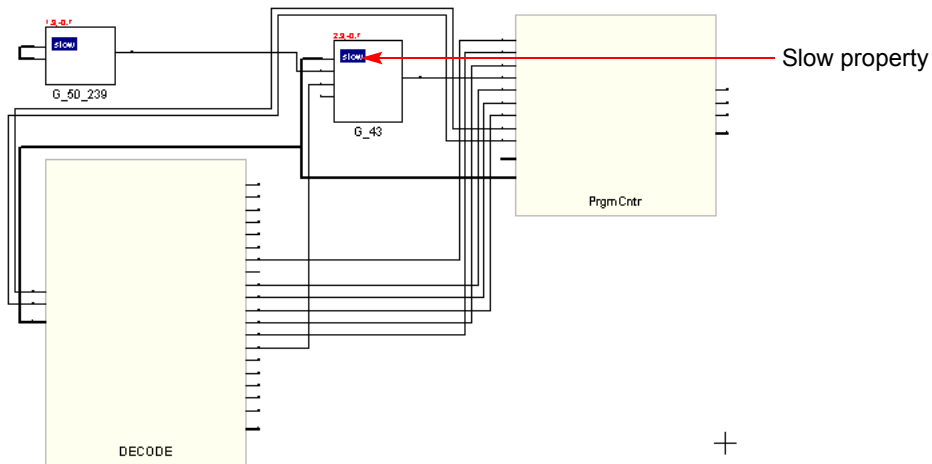 slow
G_50_239
slow
G_43
Slow property
PrgmCntr
DECODE